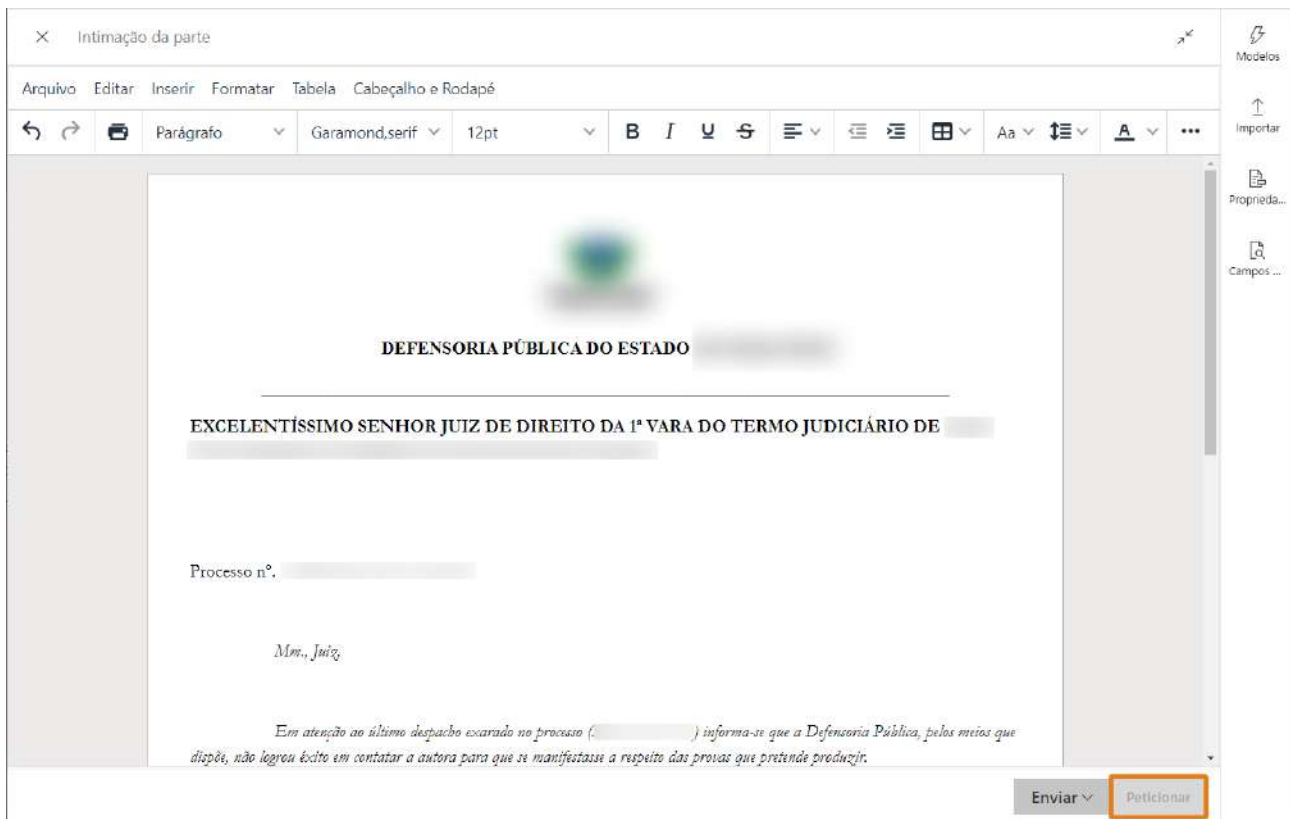 Intimação da parte
Arquivo Editar Inserir Formatar Tabela Cabeçalho e Rodapé
Parágrafo Garamond,serif 12pt B I U S Aa A
Modelos
Importar
Proprieda...
Campos ...
DEFENSORIA PÚBLICA DO ESTADO
EXCELENTÍSSIMO SENHOR JUIZ DE DIREITO DA 1ª VARA DO TERMO JUDICIÁRIO DE
Processo nº.
Mm., Juiz,
Em atenção ao último despacho exarado no processo ( ) informa-se que a Defensoria Pública, pelos meios que
dispõe, não logrou êxito em contatar a autora para que se manifestasse a respeito das provas que pretende produzir.
Enviar Peticionar